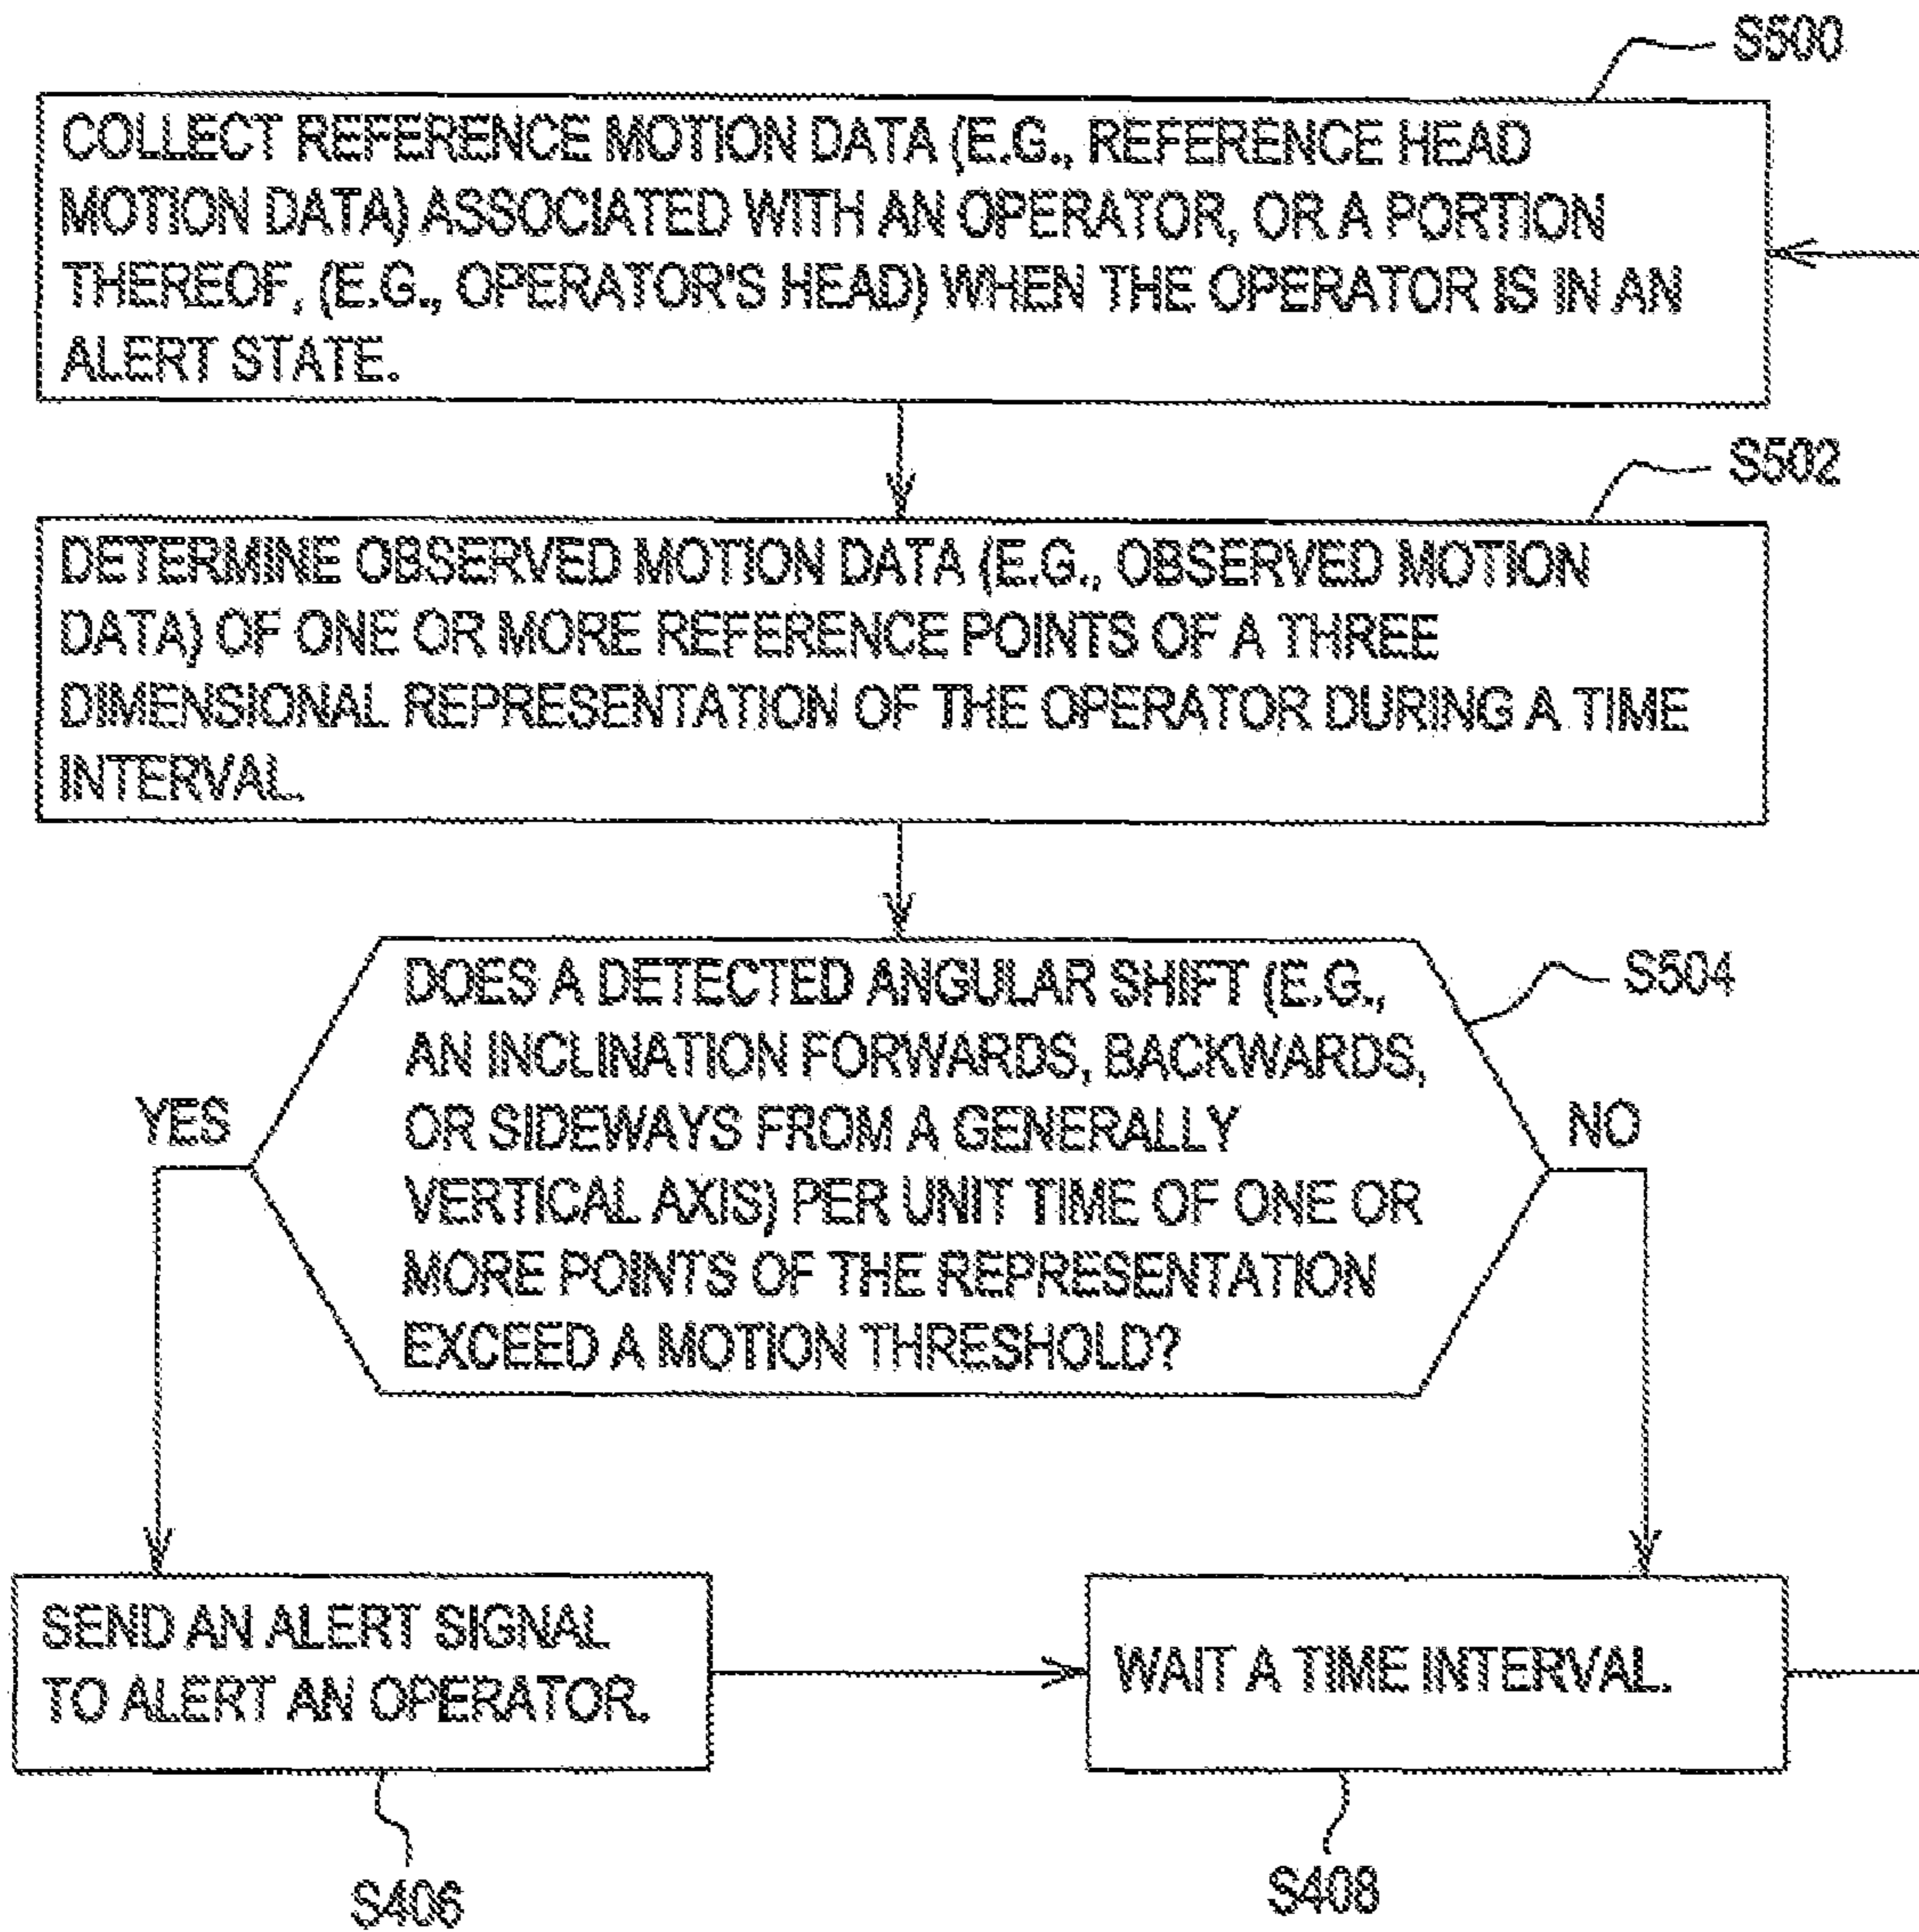 S500
COLLECT REFERENCE MOTION DATA (E.G., REFERENCE HEAD
MOTION DATA) ASSOCIATED WITH AN OPERATOR, OR A PORTION
THEREOF, (E.G., OPERATOR'S HEAD) WHEN THE OPERATOR IS IN AN
ALERT STATE.
S502
DETERMINE OBSERVED MOTION DATA (E.G., OBSERVED MOTION
DATA) OF ONE OR MORE REFERENCE POINTS OF A THREE
DIMENSIONAL REPRESENTATION OF THE OPERATOR DURING A TIME
INTERVAL.
S504
DOES A DETECTED ANGULAR SHIFT (E.G.,
AN INCLINATION FORWARDS, BACKWARDS,
OR SIDEWAYS FROM A GENERALLY
VERTICAL AXIS) PER UNIT TIME OF ONE OR
MORE POINTS OF THE REPRESENTATION
EXCEED A MOTION THRESHOLD?
YES
NO
SEND AN ALERT SIGNAL
TO ALERT AN OPERATOR.
WAIT A TIME INTERVAL.
S406
S408